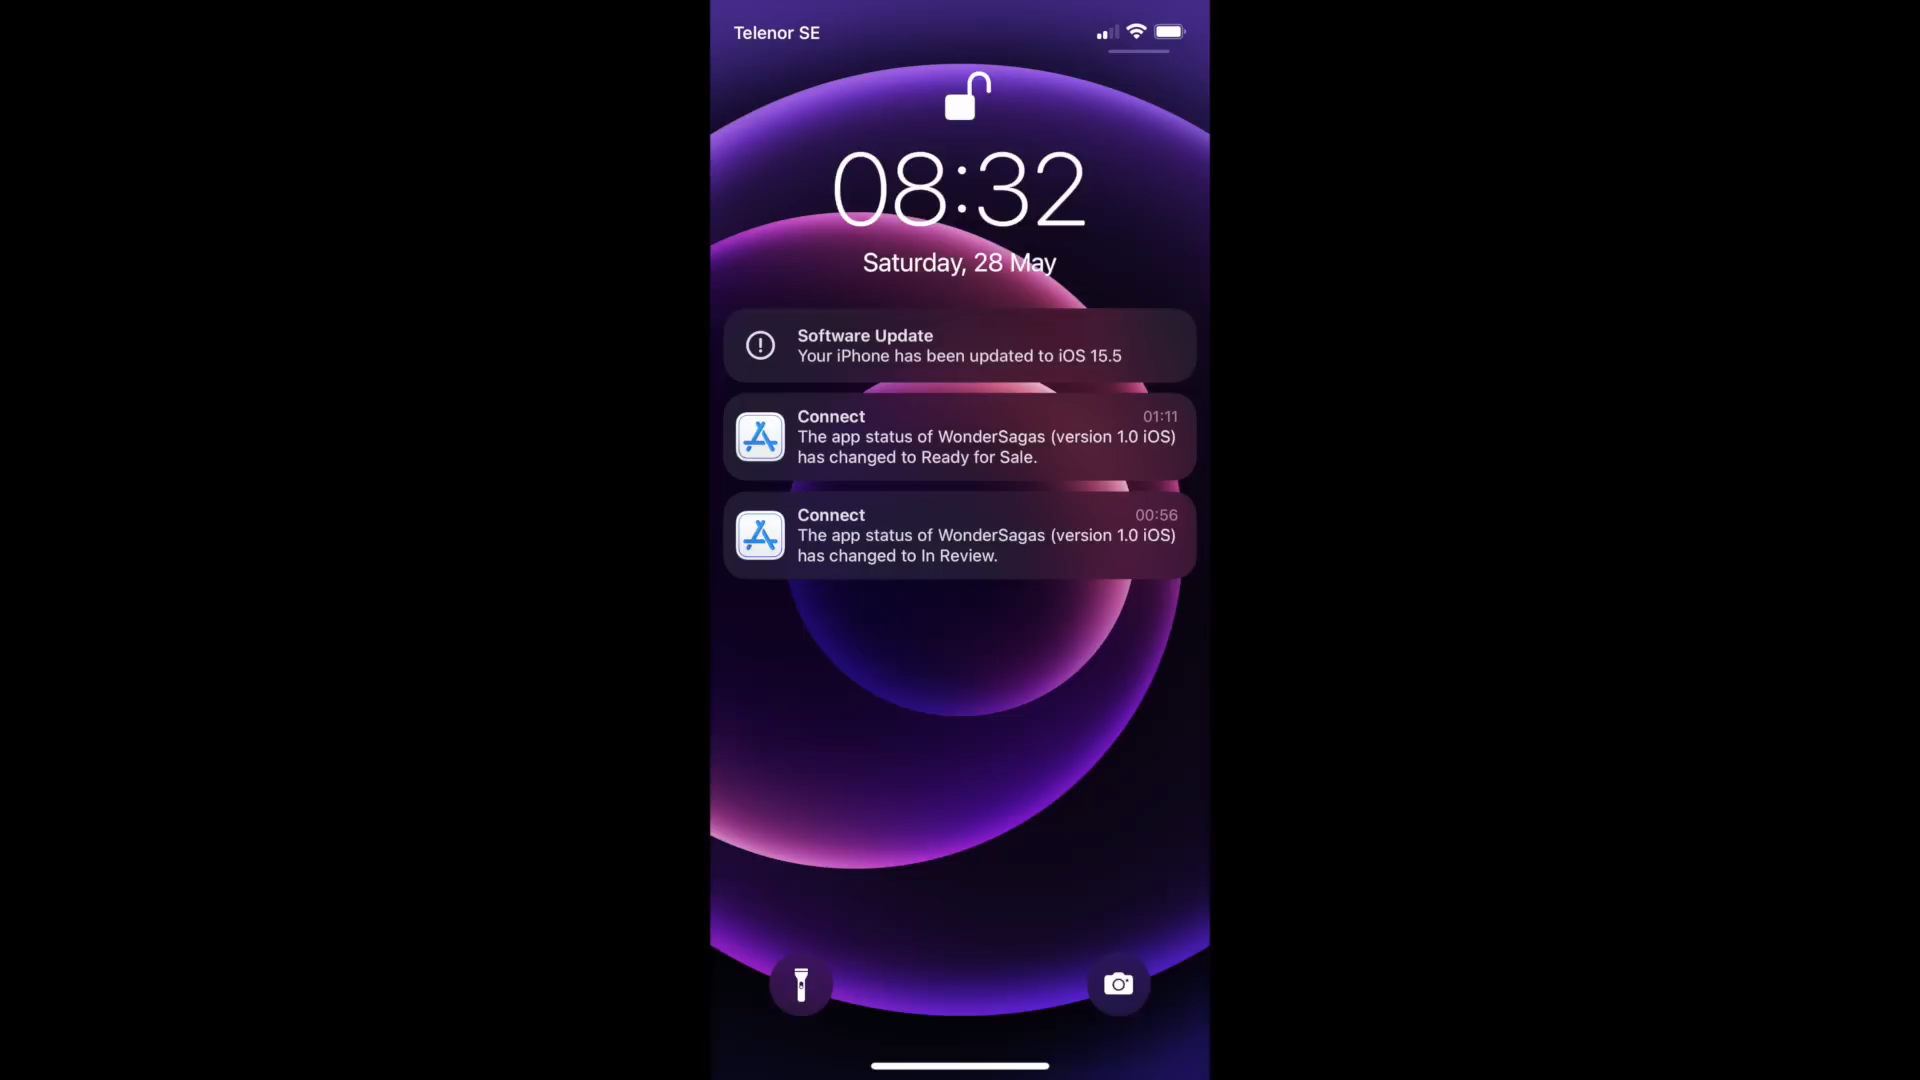 Telenor SE
08:32
Saturday, 28 May
Software Update
Your iPhone has been updated to iOS 15.5
Connect 01:11
The app status of WonderSagas (version 1.0 iOS)
has changed to Ready for Sale.
Connect 00:56
The app status of WonderSagas (version 1.0 iOS)
has changed to In Review.